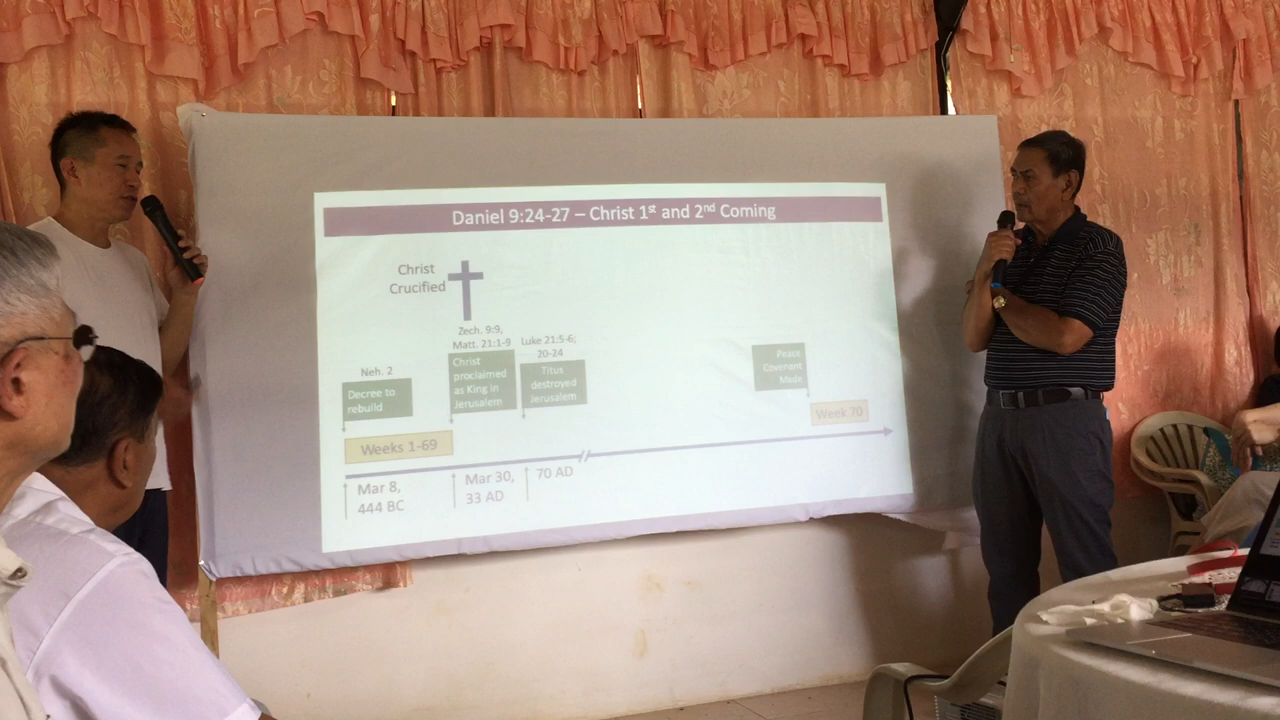 Daniel 9:24-27 – Christ 1st and 2nd Coming
Christ
Crucified
Zech. 9:9,
Matt. 21:1-9
Luke 21:5-6,
20-24
Neh. 2
Decree to
rebuild
Christ
proclaimed
as King in
Jerusalem
Titus
destroyed
Jerusalem
Peace
Covenant
Made
Weeks 1-69
Week 70
Mar 8,
444 BC
Mar 30,
33 AD
70 AD